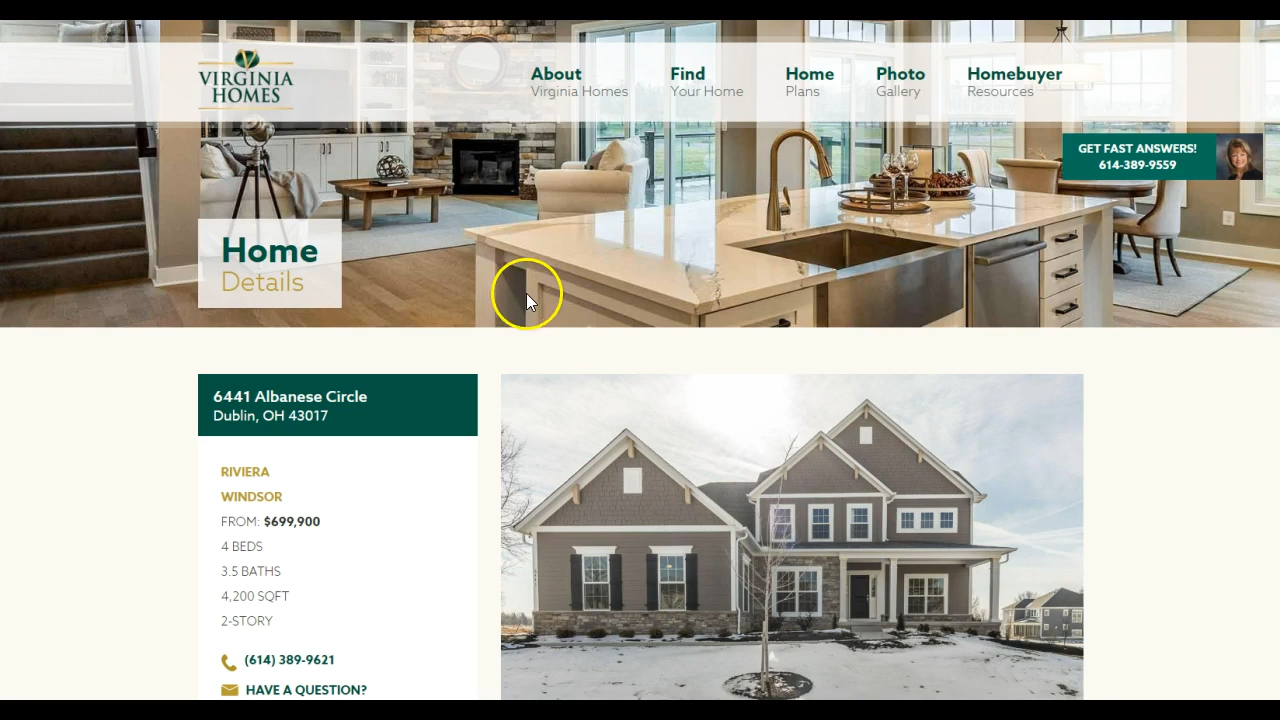 VIRGINIA
HOMES
About
Virginia Homes
Find
Your Home
Home
Plans
Photo
Gallery
Homebuyer
Resources
GET FAST ANSWERS!
614-389-9559
Home
Details
6441 Albanese Circle
Dublin, OH 43017
RIVIERA
WINDSOR
FROM: $699,900
4 BEDS
3.5 BATHS
4,200 SQFT
2-STORY
(614) 389-9621
HAVE A QUESTION?